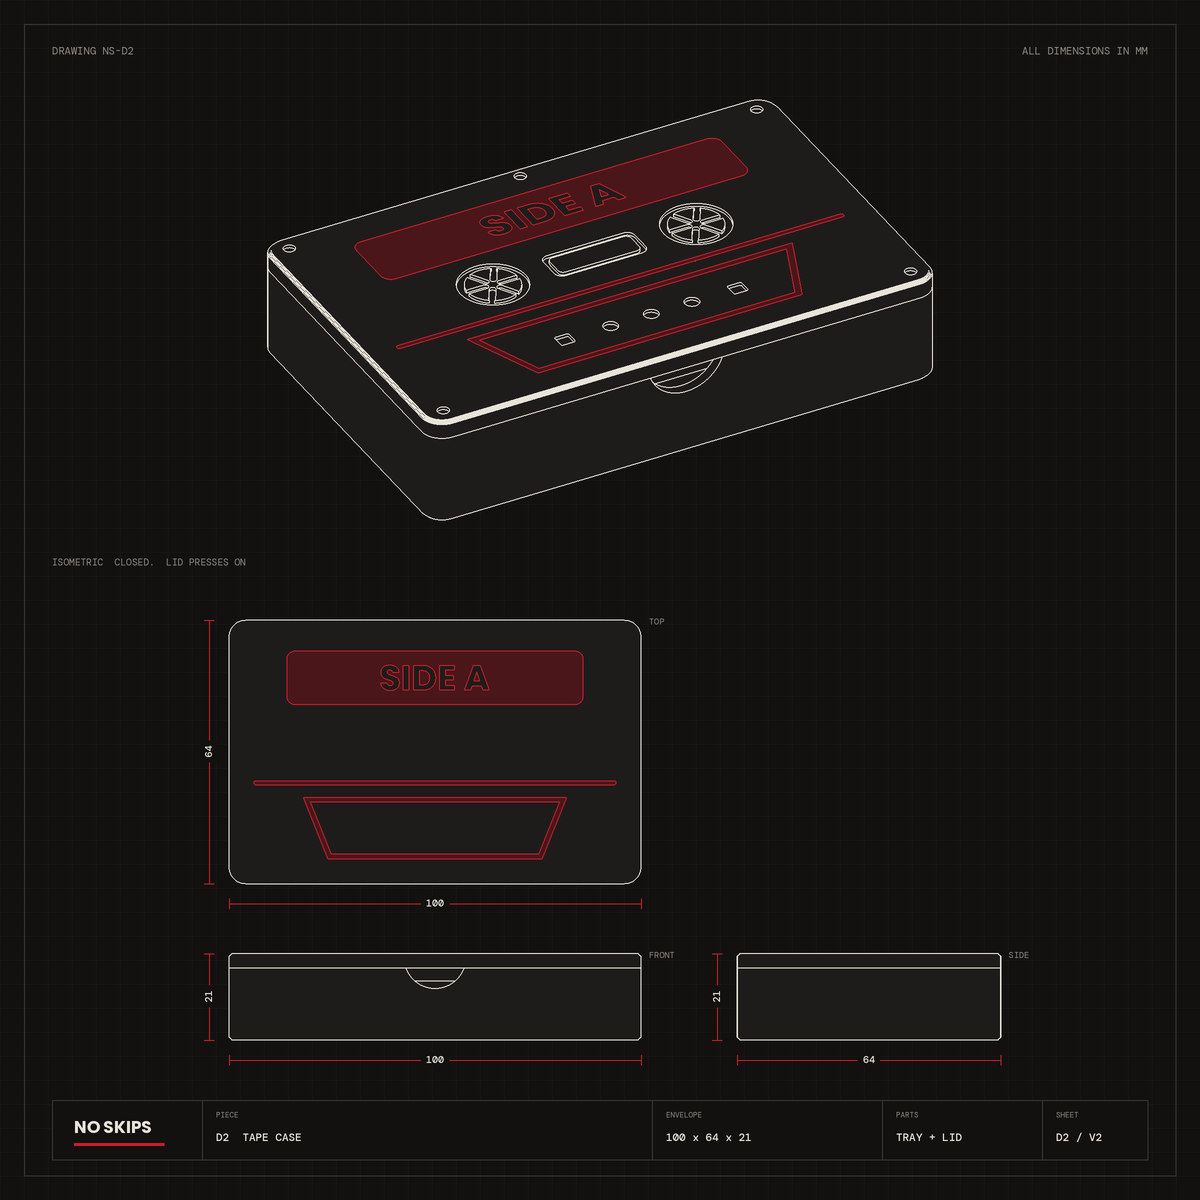 DRAWING NS-D2
ALL DIMENSIONS IN MM
SIDE A
ISOMETRIC  CLOSED.  LID PRESSES ON
TOP
SIDE A
64
100
FRONT
SIDE
21
21
100
64
NO SKIPS
PIECE
D2  TAPE CASE
ENVELOPE
100 x 64 x 21
PARTS
TRAY + LID
SHEET
D2 / V2